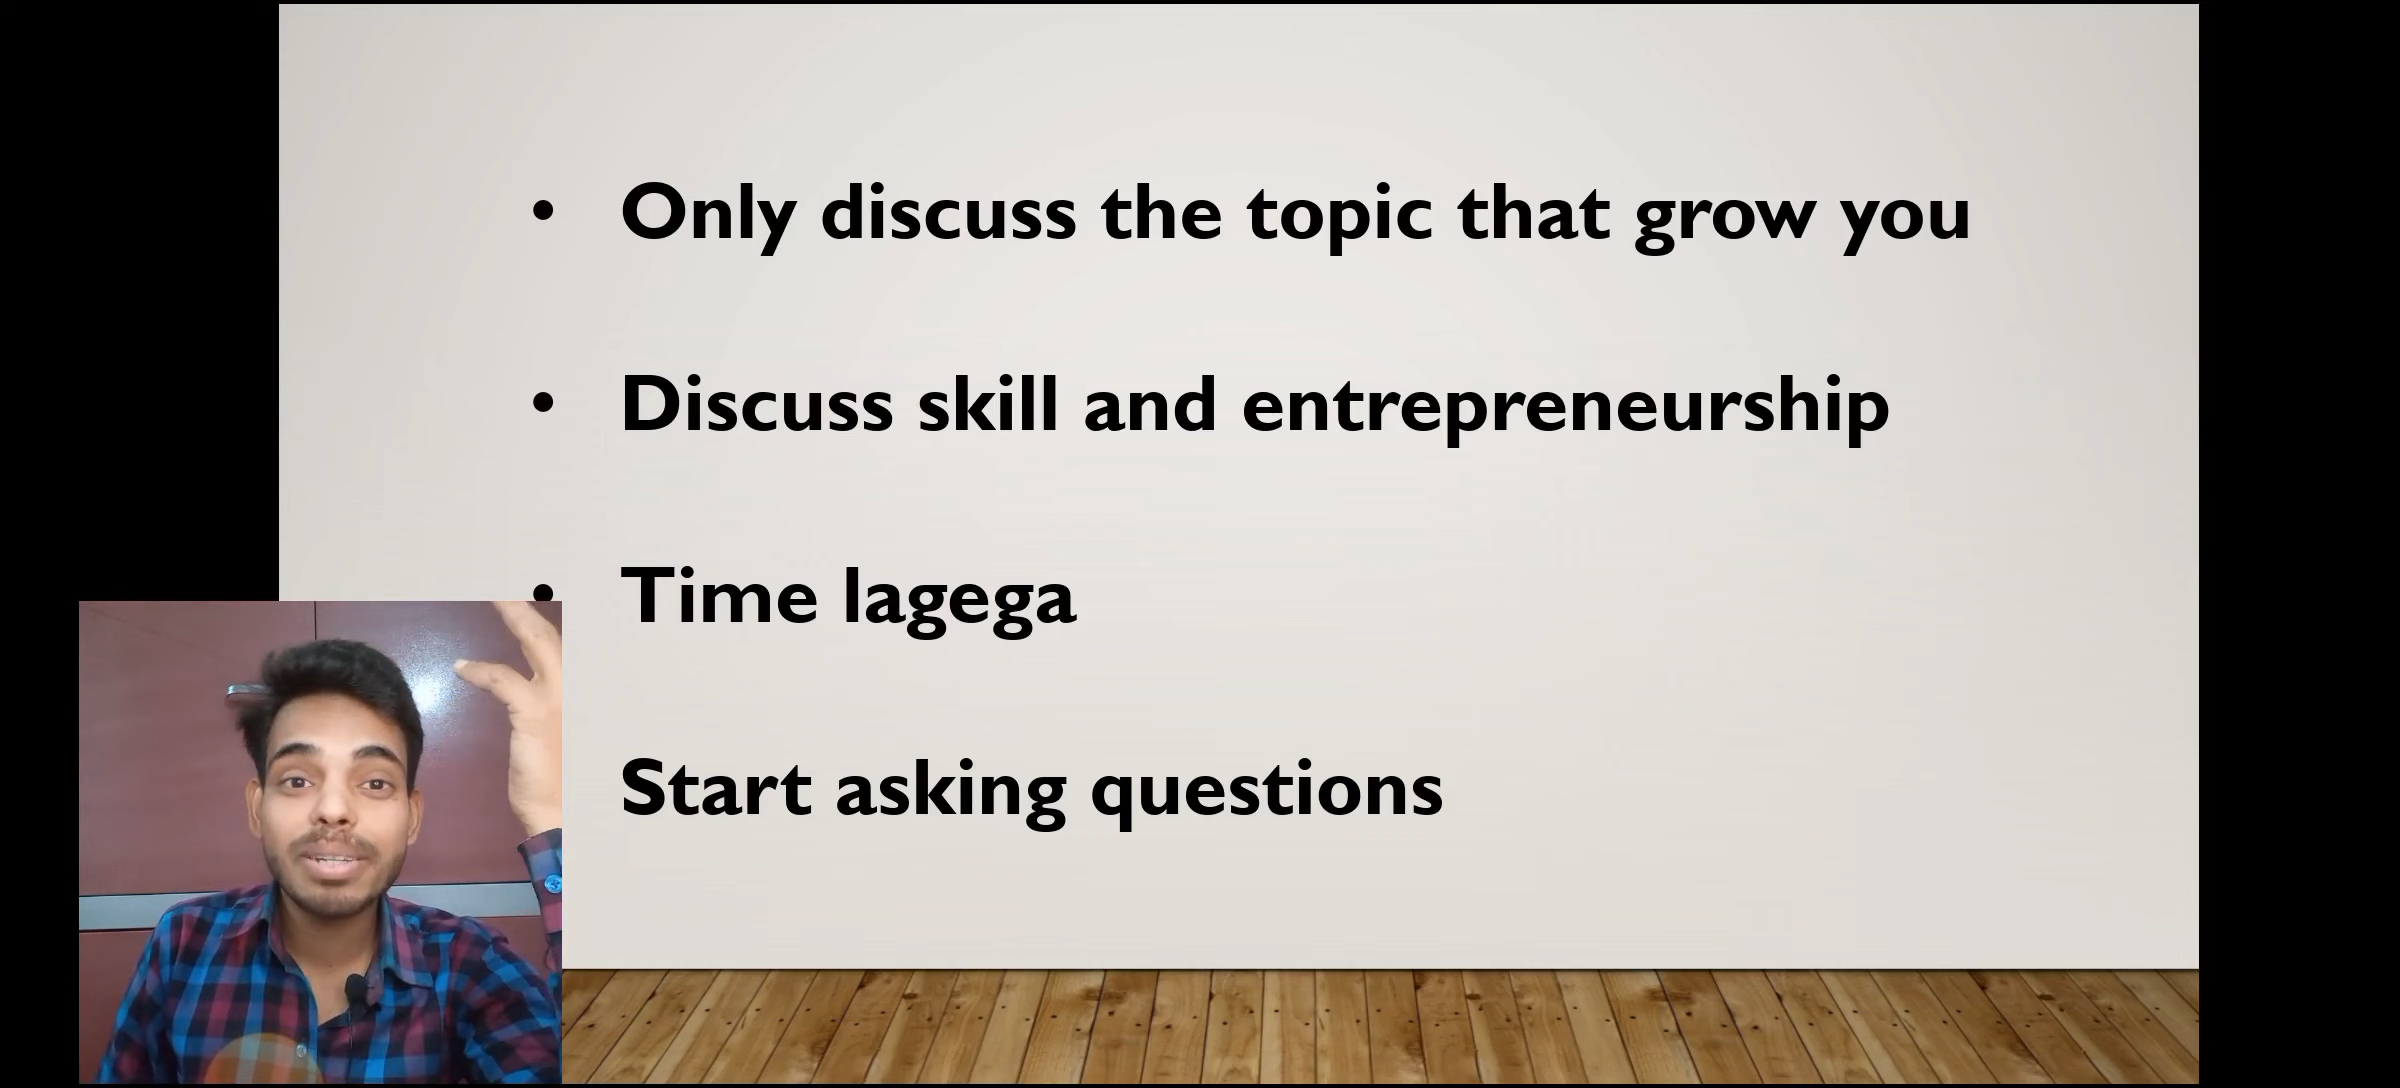 • Only discuss the topic that grow you
• Discuss skill and entrepreneurship
• Time lagega
Start asking questions